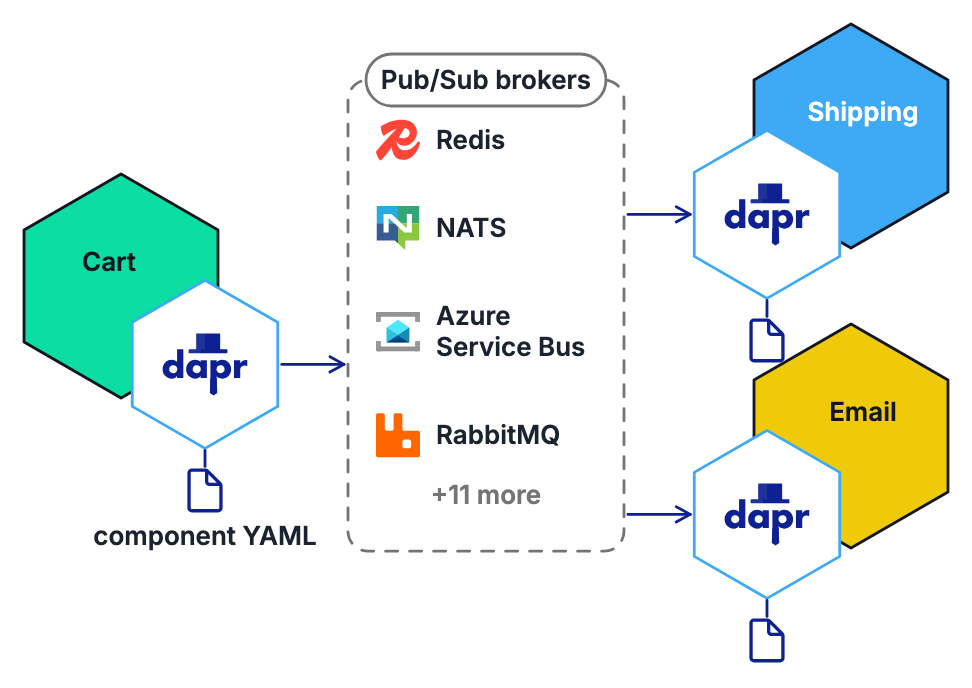 Pub/Sub brokers
Redis
NATS
Azure
Service Bus
RabbitMQ
+11 more
Cart
dapr
component YAML
Shipping
dapr
Email
dapr